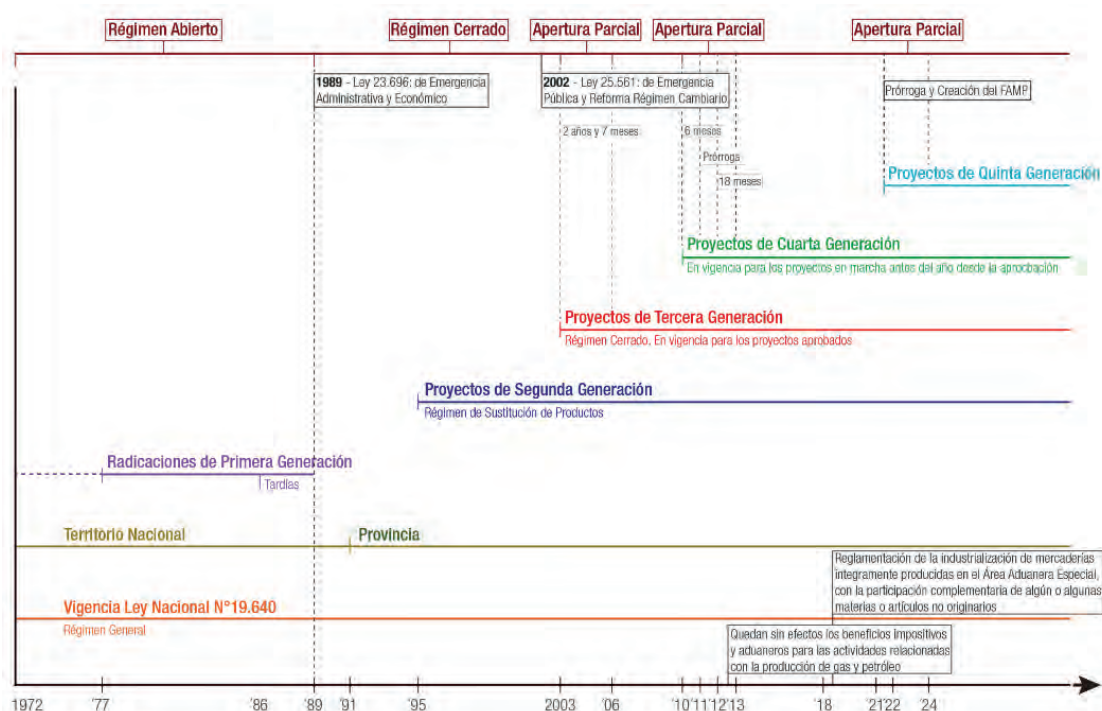 Régimen Abierto
Régimen Cerrado
Apertura Parcial
Apertura Parcial
Apertura Parcial
1989 - Ley 23.696: de Emergencia
Administrativa y Económico
2002 - Ley 25.561: de Emergencia
Pública y Reforma Régimen Cambiario
Prórroga y Creación del FAMP
2 años y 7 meses
6 meses
Prórroga
18 meses
Proyectos de Quinta Generación
Proyectos de Cuarta Generación
En vigencia para los proyectos en marcha antes del año desde la aprocbación
Proyectos de Tercera Generación
Régimen Cerrado. En vigencia para los proyectos aprobados
Proyectos de Segunda Generación
Régimen de Sustitución de Productos
Radicaciones de Primera Generación
Tardías
Territorio Nacional
Provincia
Reglamentación de la industrialización de mercaderías
íntegramente producidas en el Área Aduanera Especial,
con la participación complementaria de algún o algunas
materias o artículos no originarios
Vigencia Ley Nacional N°19.640
Régimen General
Quedan sin efectos los beneficios impositivos
y aduaneros para las actividades relacionadas
con la producción de gas y petróleo
1972 '77 '86 '89 '91 '95 2003 '06 '10 '11 '12 '13 '18 '21 '22 '24